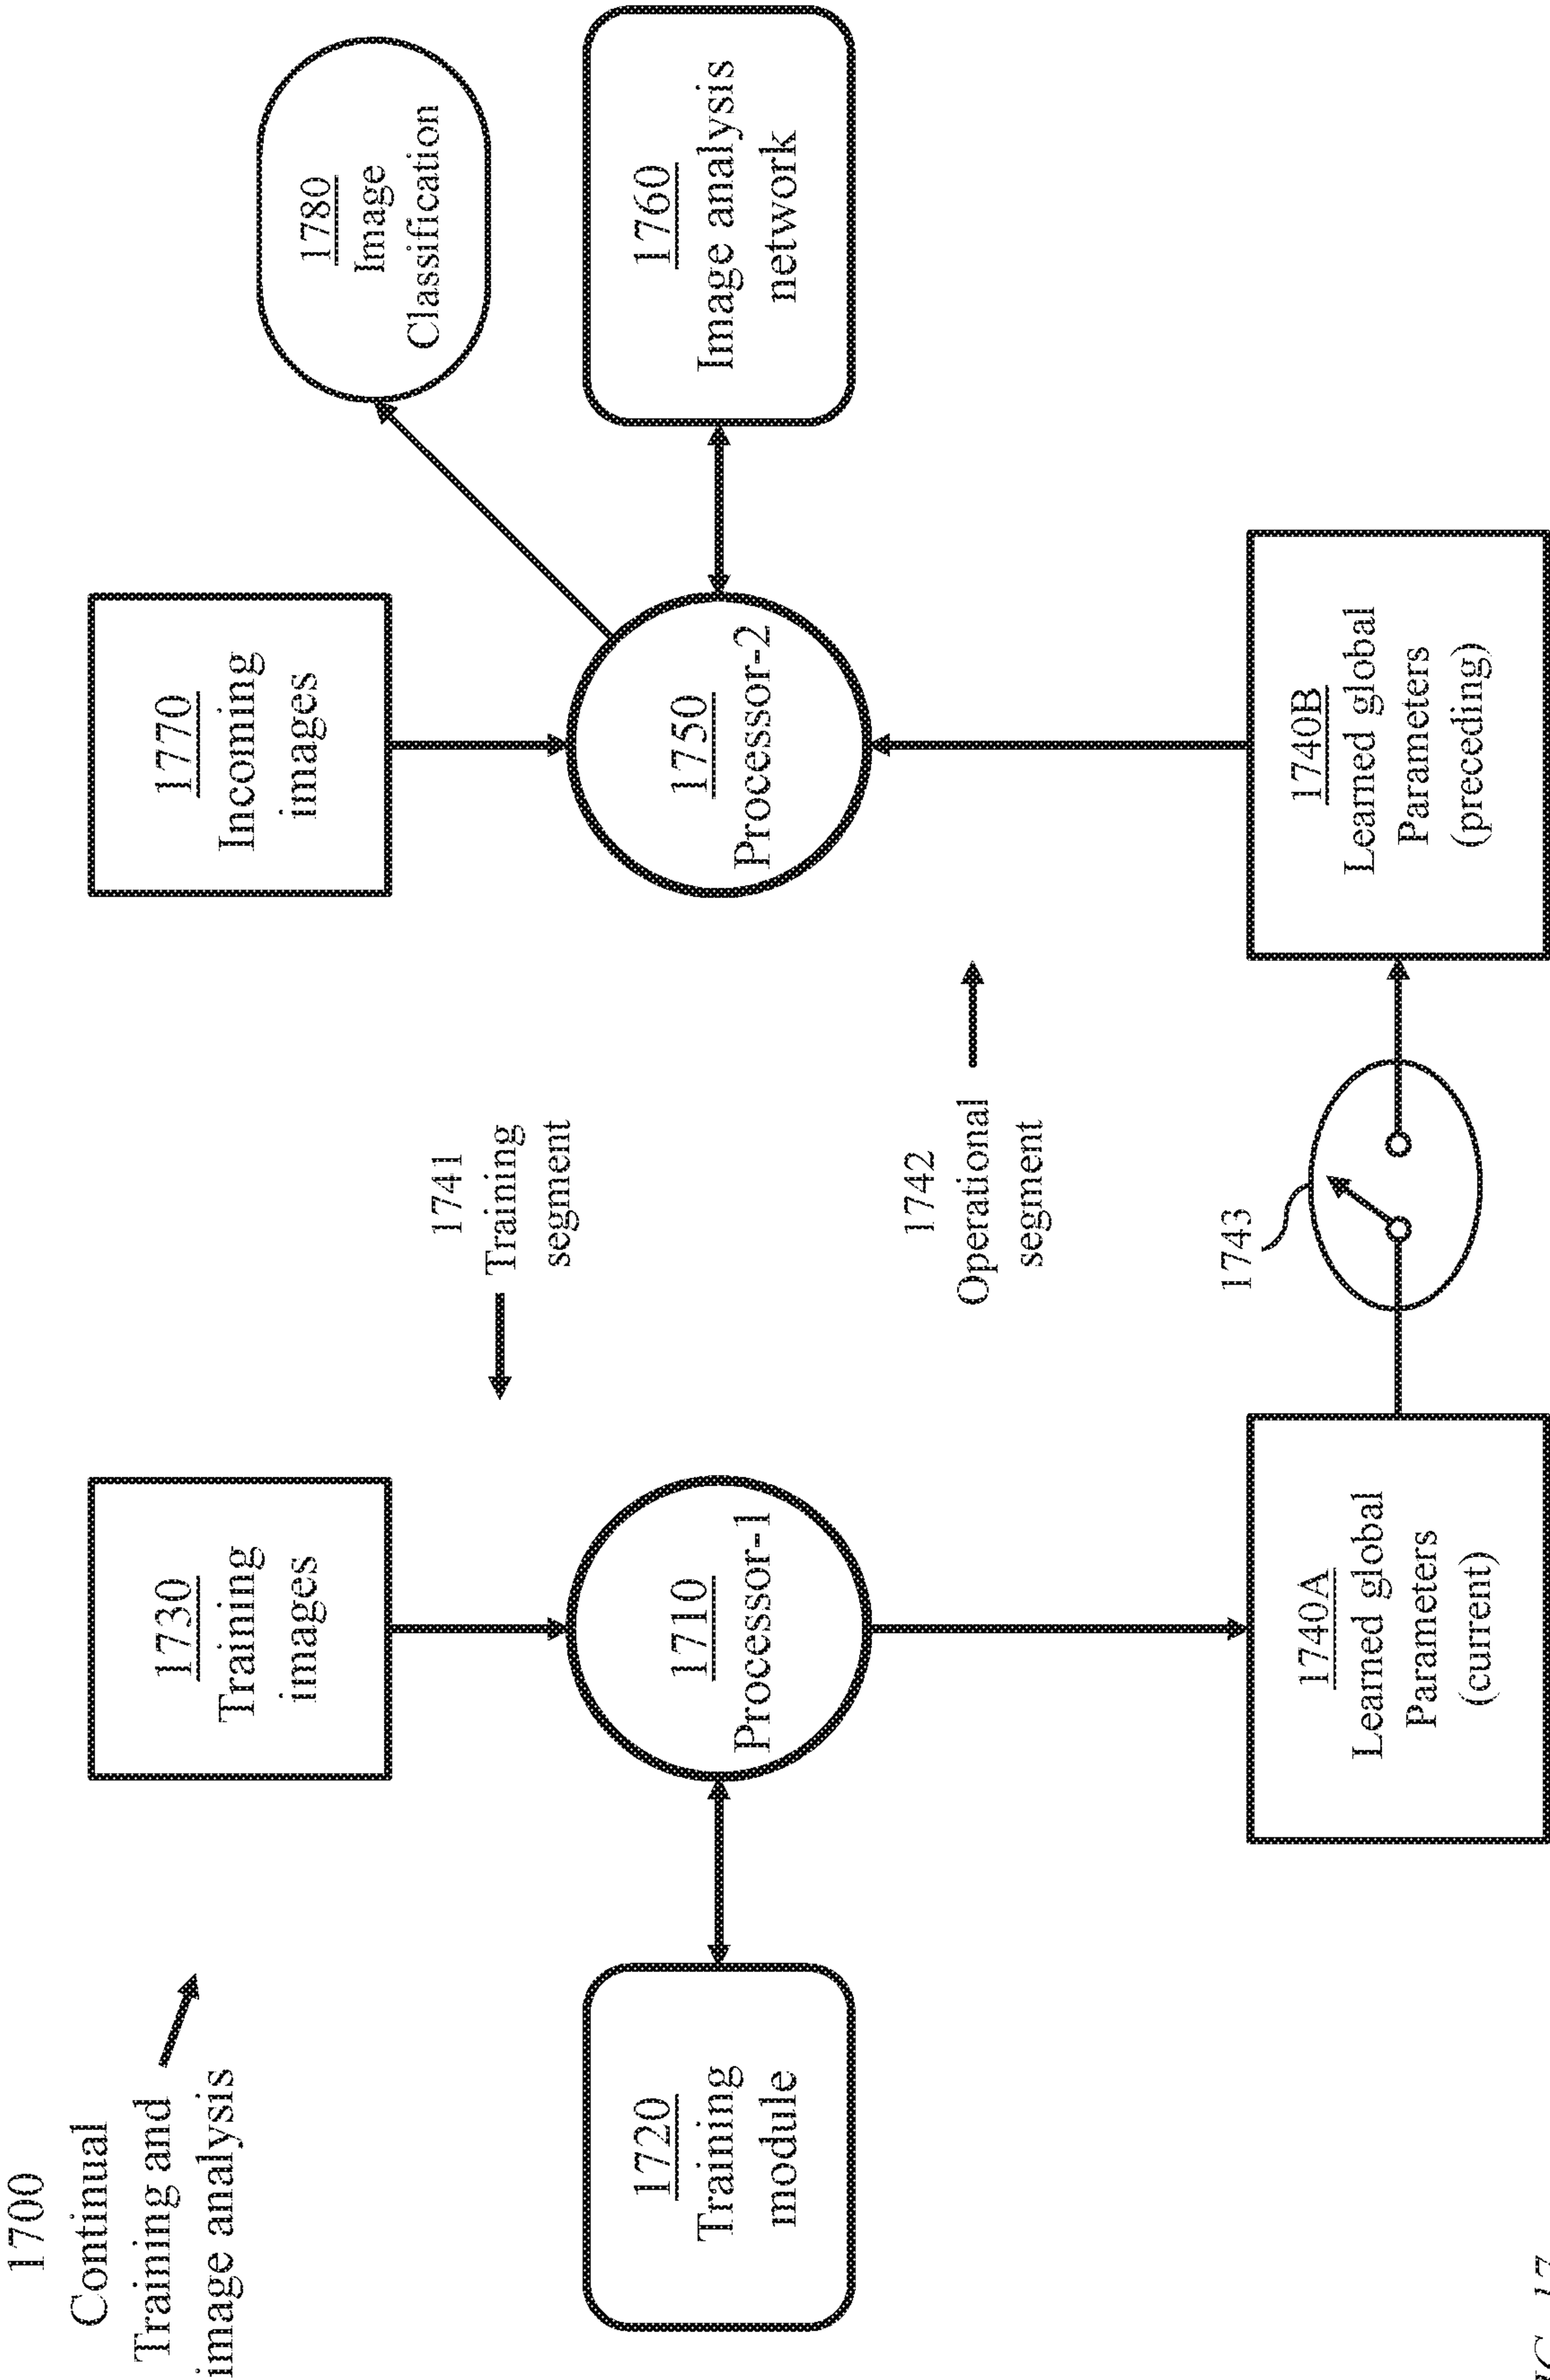 1700
Continual
Training and
image analysis
1730
Training
images
1770
Incoming
images
1780
Image
Classification
1741
Training
segment
1720
Training
module
1710
Processor-1
1750
Processor-2
1760
Image analysis
network
1742
Operational
segment
1743
1740A
Learned global
Parameters
(current)
1740B
Learned global
Parameters
(preceding)
17